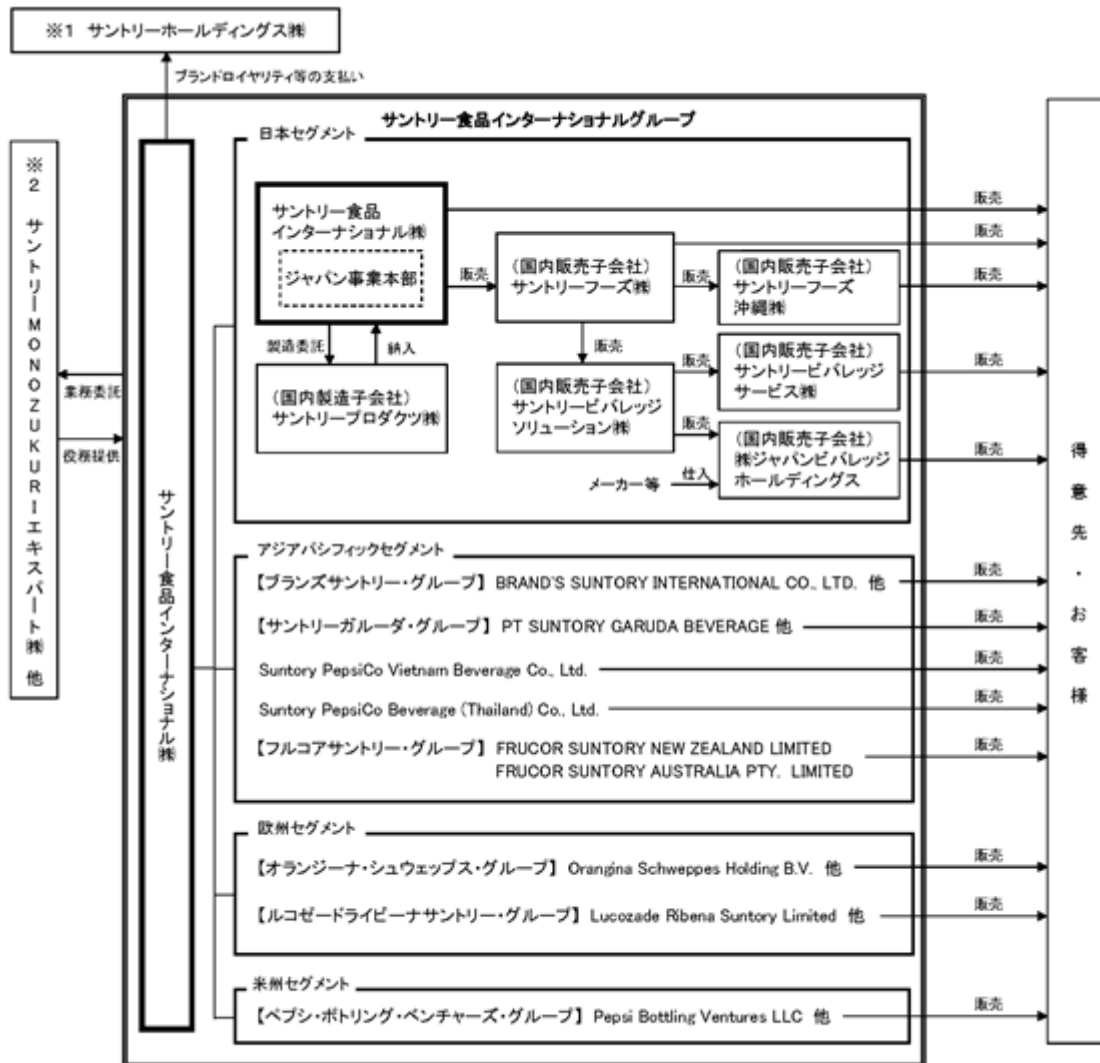 ※1 サントリーホールディングス㈱
ブランドロイヤリティ等の支払い
サントリー食品インターナショナルグループ
※2 サントリーMONOZUKURIエキスパート㈱ 他
業務委託
役務提供
サントリー食品インターナショナル㈱
日本セグメント
サントリー食品
インターナショナル㈱
ジャパン事業本部
製造委託
納入
(国内製造子会社)
サントリープロダクツ㈱
販売
(国内販売子会社)
サントリーフーズ㈱
販売
(国内販売子会社)
サントリーフーズ
沖縄㈱
販売
(国内販売子会社)
サントリービバレッジ
ソリューション㈱
販売
(国内販売子会社)
サントリービバレッジ
サービス㈱
販売
(国内販売子会社)
㈱ジャパンビバレッジ
ホールディングス
メーカー等
仕入
販売
販売
販売
販売
販売
アジアパシフィックセグメント
【ブランズサントリー・グループ】 BRAND'S SUNTORY INTERNATIONAL CO., LTD. 他
販売
【サントリーガルーダ・グループ】 PT SUNTORY GARUDA BEVERAGE 他
販売
Suntory PepsiCo Vietnam Beverage Co., Ltd.
販売
Suntory PepsiCo Beverage (Thailand) Co., Ltd.
販売
【フルコアサントリー・グループ】 FRUCOR SUNTORY NEW ZEALAND LIMITED
FRUCOR SUNTORY AUSTRALIA PTY. LIMITED
販売
欧州セグメント
【オランジーナ・シュウェップス・グループ】 Orangina Schweppes Holding B.V. 他
販売
【ルコゼードライビーナサントリー・グループ】 Lucozade Ribena Suntory Limited 他
販売
米州セグメント
【ペプシ・ボトリング・ベンチャーズ・グループ】 Pepsi Bottling Ventures LLC 他
販売
得意先・お客様